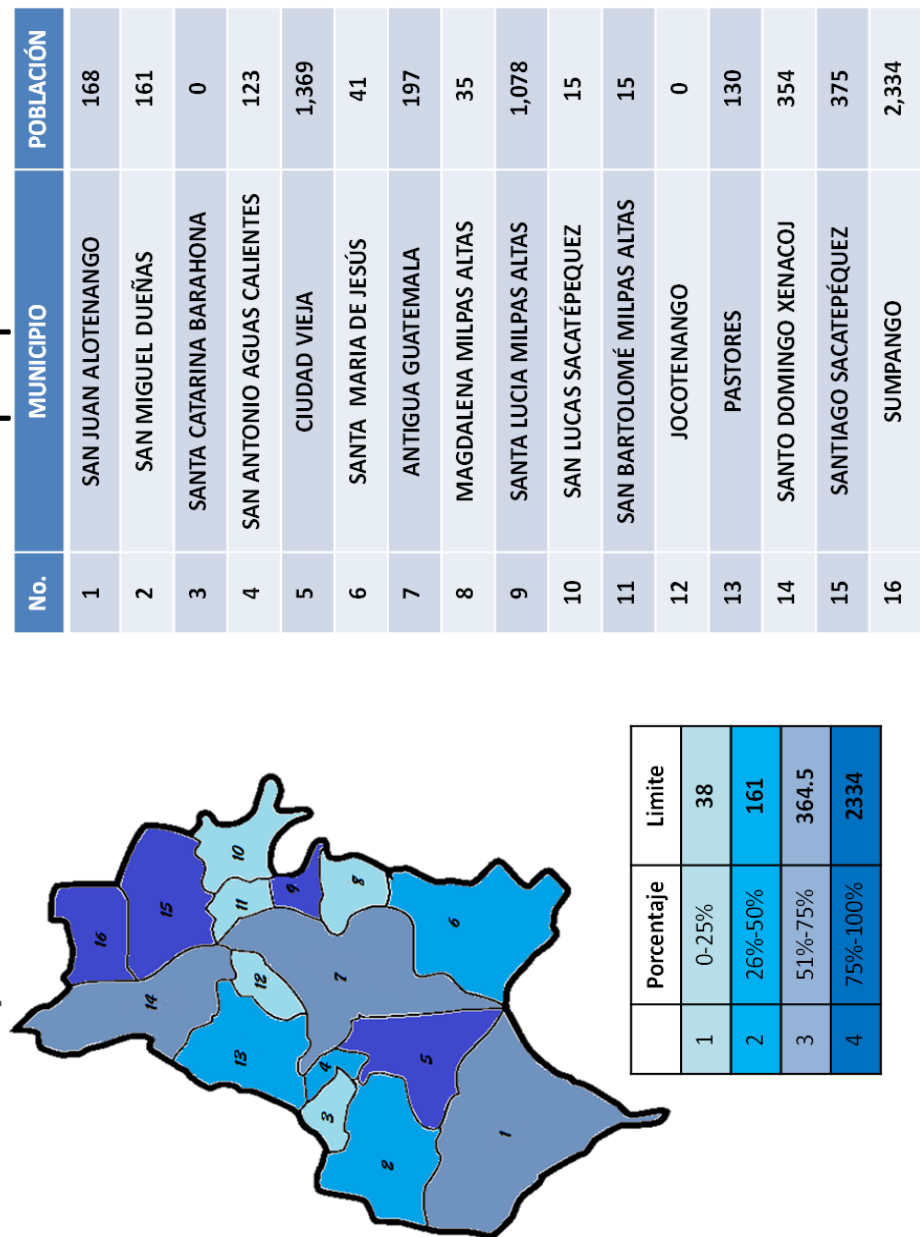 No. MUNICIPIO POBLACIÓN
1 SAN JUAN ALOTENANGO 168
2 SAN MIGUEL DUEÑAS 161
3 SANTA CATARINA BARAHONA 0
4 SAN ANTONIO AGUAS CALIENTES 123
5 CIUDAD VIEJA 1,369
6 SANTA MARIA DE JESÚS 41
7 ANTIGUA GUATEMALA 197
8 MAGDALENA MILPAS ALTAS 35
9 SANTA LUCIA MILPAS ALTAS 1,078
10 SAN LUCAS SACATÉPEQUEZ 15
11 SAN BARTOLOMÉ MILPAS ALTAS 15
12 JOCOTENANGO 0
13 PASTORES 130
14 SANTO DOMINGO XENACOJ 354
15 SANTIAGO SACATEPÉQUEZ 375
16 SUMPANGO 2,334
16
15
14
10
11
9
13
12
8
7
4
3
6
5
2
1
Porcentaje Limite
1 0-25% 38
2 26%-50% 161
3 51%-75% 364.5
4 75%-100% 2334